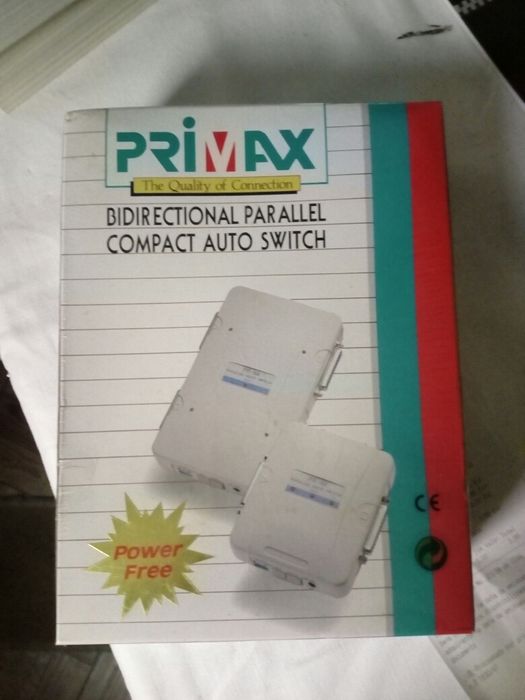 PRIMAX
The Quality of Connection
BIDIRECTIONAL PARALLEL
COMPACT AUTO SWITCH
Power
Free
CE